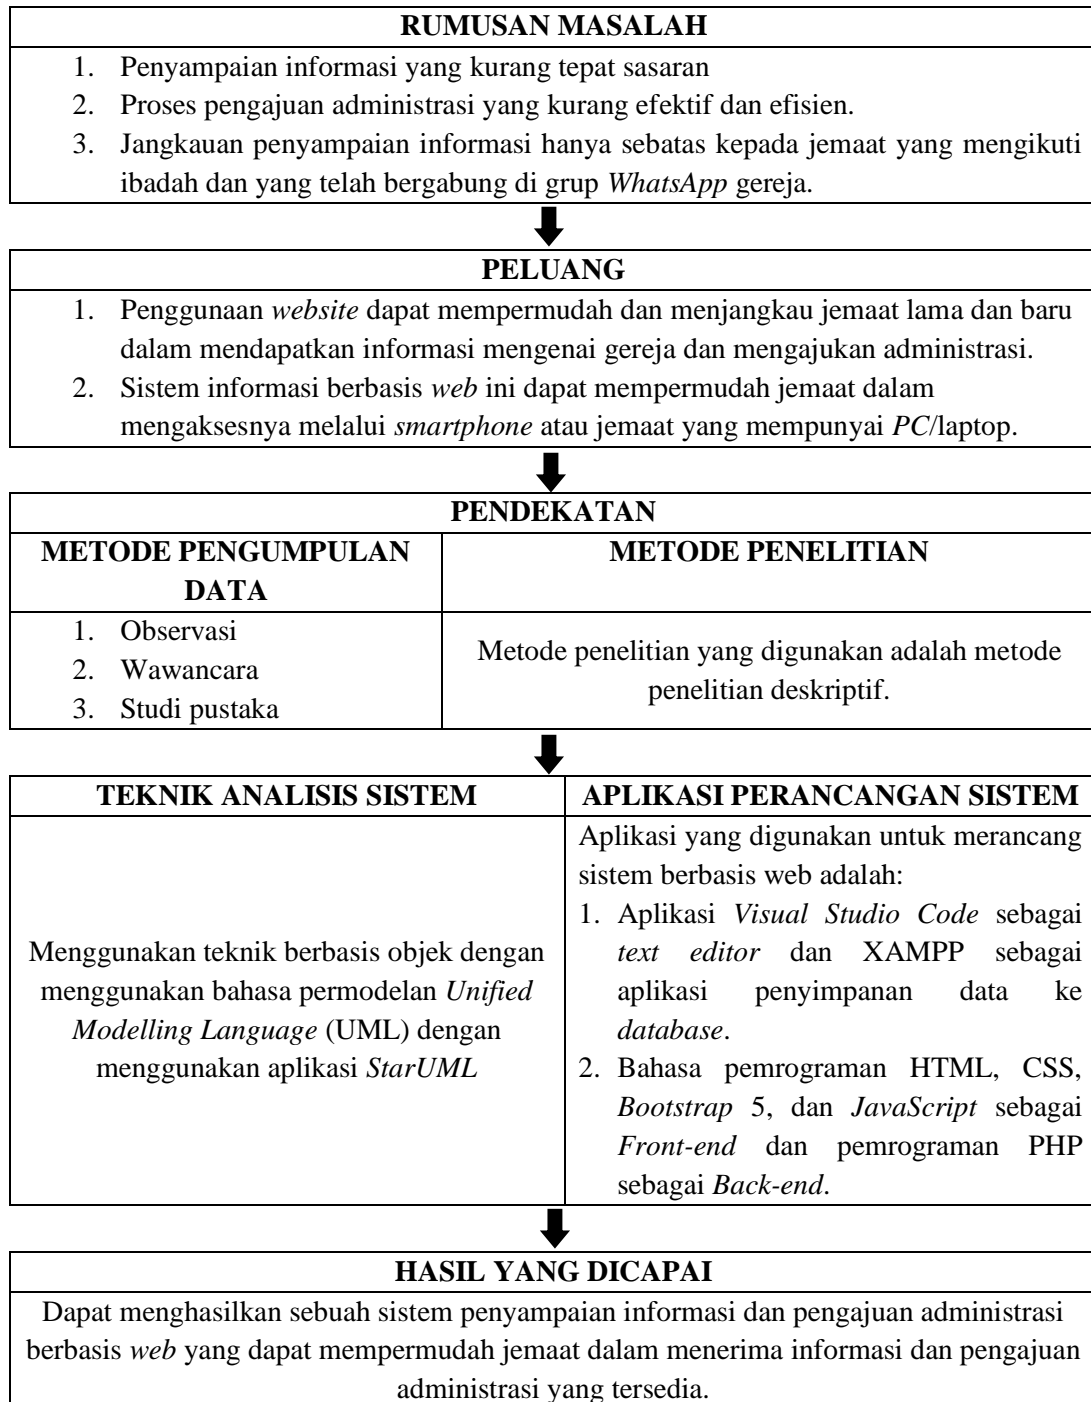 RUMUSAN MASALAH
1. Penyampaian informasi yang kurang tepat sasaran
2. Proses pengajuan administrasi yang kurang efektif dan efisien.
3. Jangkauan penyampaian informasi hanya sebatas kepada jemaat yang mengikuti
ibadah dan yang telah bergabung di grup WhatsApp gereja.
PELUANG
1. Penggunaan website dapat mempermudah dan menjangkau jemaat lama dan baru
dalam mendapatkan informasi mengenai gereja dan mengajukan administrasi.
2. Sistem informasi berbasis web ini dapat mempermudah jemaat dalam
mengaksesnya melalui smartphone atau jemaat yang mempunyai PC/laptop.
PENDEKATAN
METODE PENGUMPULAN
DATA
1. Observasi
2. Wawancara
3. Studi pustaka
METODE PENELITIAN
Metode penelitian yang digunakan adalah metode
penelitian deskriptif.
TEKNIK ANALISIS SISTEM
Menggunakan teknik berbasis objek dengan
menggunakan bahasa permodelan Unified
Modelling Language (UML) dengan
menggunakan aplikasi StarUML
APLIKASI PERANCANGAN SISTEM
Aplikasi yang digunakan untuk merancang
sistem berbasis web adalah:
1. Aplikasi Visual Studio Code sebagai
text editor dan XAMPP sebagai
aplikasi penyimpanan data ke
database.
2. Bahasa pemrograman HTML, CSS,
Bootstrap 5, dan JavaScript sebagai
Front-end dan pemrograman PHP
sebagai Back-end.
HASIL YANG DICAPAI
Dapat menghasilkan sebuah sistem penyampaian informasi dan pengajuan administrasi
berbasis web yang dapat mempermudah jemaat dalam menerima informasi dan pengajuan
administrasi yang tersedia.